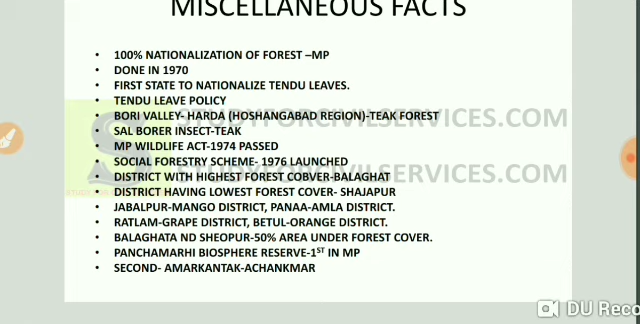 MISCELLANEOUS FACTS
• 100% NATIONALIZATION OF FOREST –MP
• DONE IN 1970
• FIRST STATE TO NATIONALIZE TENDU LEAVES.
• TENDU LEAVE POLICY
• BORI VALLEY- HARDA (HOSHANGABAD REGION)-TEAK FOREST
• SAL BORER INSECT-TEAK
• MP WILDLIFE ACT-1974 PASSED
• SOCIAL FORESTRY SCHEME- 1976 LAUNCHED
• DISTRICT WITH HIGHEST FOREST COBVER-BALAGHAT
• DISTRICT HAVING LOWEST FOREST COVER- SHAJAPUR
• JABALPUR-MANGO DISTRICT, PANAA-AMLA DISTRICT.
• RATLAM-GRAPE DISTRICT, BETUL-ORANGE DISTRICT.
• BALAGHATA ND SHEOPUR-50% AREA UNDER FOREST COVER.
• PANCHAMARHI BIOSPHERE RESERVE-1ST IN MP
• SECOND- AMARKANTAK-ACHANKMAR
STUDYFORCIVILSERVICES.COM
STUDYFORCIVILSERVICES.COM
DU Reco